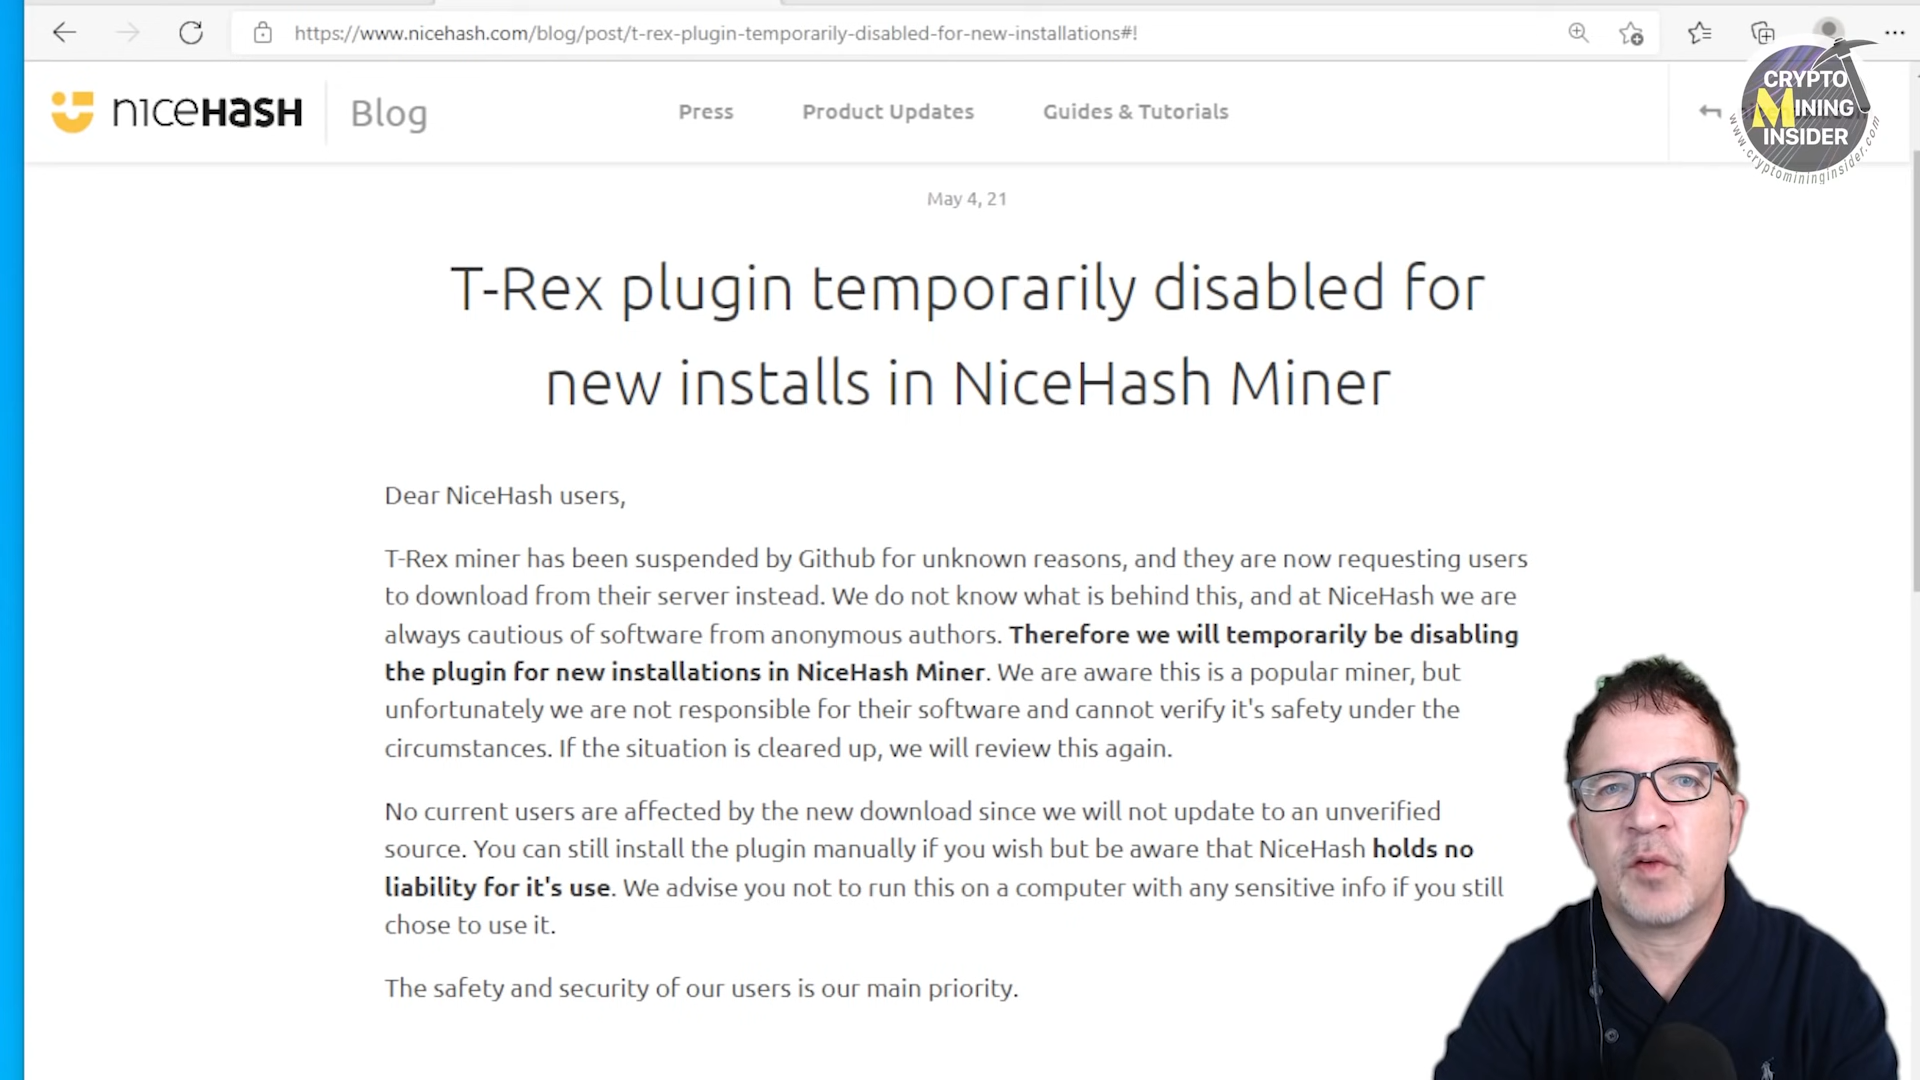 https://www.nicehash.com/blog/post/t-rex-plugin-temporarily-disabled-for-new-installations#!
nicehash
Blog
Press
Product Updates
Guides & Tutorials
CRYPTO
MINING
INSIDER
www.cryptomininginsider.com
May 4, 21
T-Rex plugin temporarily disabled for
new installs in NiceHash Miner
Dear NiceHash users,
T-Rex miner has been suspended by Github for unknown reasons, and they are now requesting users
to download from their server instead. We do not know what is behind this, and at NiceHash we are
always cautious of software from anonymous authors. Therefore we will temporarily be disabling
the plugin for new installations in NiceHash Miner. We are aware this is a popular miner, but
unfortunately we are not responsible for their software and cannot verify it's safety under the
circumstances. If the situation is cleared up, we will review this again.
No current users are affected by the new download since we will not update to an unverified
source. You can still install the plugin manually if you wish but be aware that NiceHash holds no
liability for it's use. We advise you not to run this on a computer with any sensitive info if you still
chose to use it.
The safety and security of our users is our main priority.